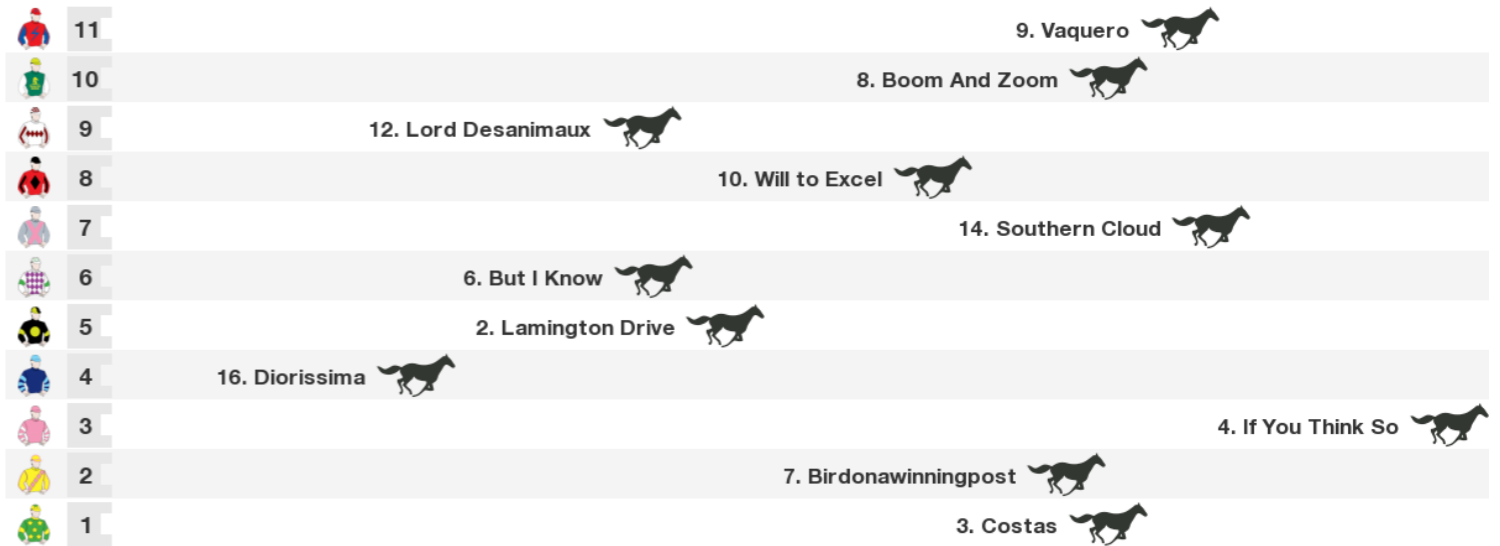 11 9. Vaquero
10 8. Boom And Zoom
9 12. Lord Desanimaux
8 10. Will to Excel
7 14. Southern Cloud
6 6. But I Know
5 2. Lamington Drive
4 16. Diorissima
3 4. If You Think So
2 7. Birdonawinningpost
1 3. Costas